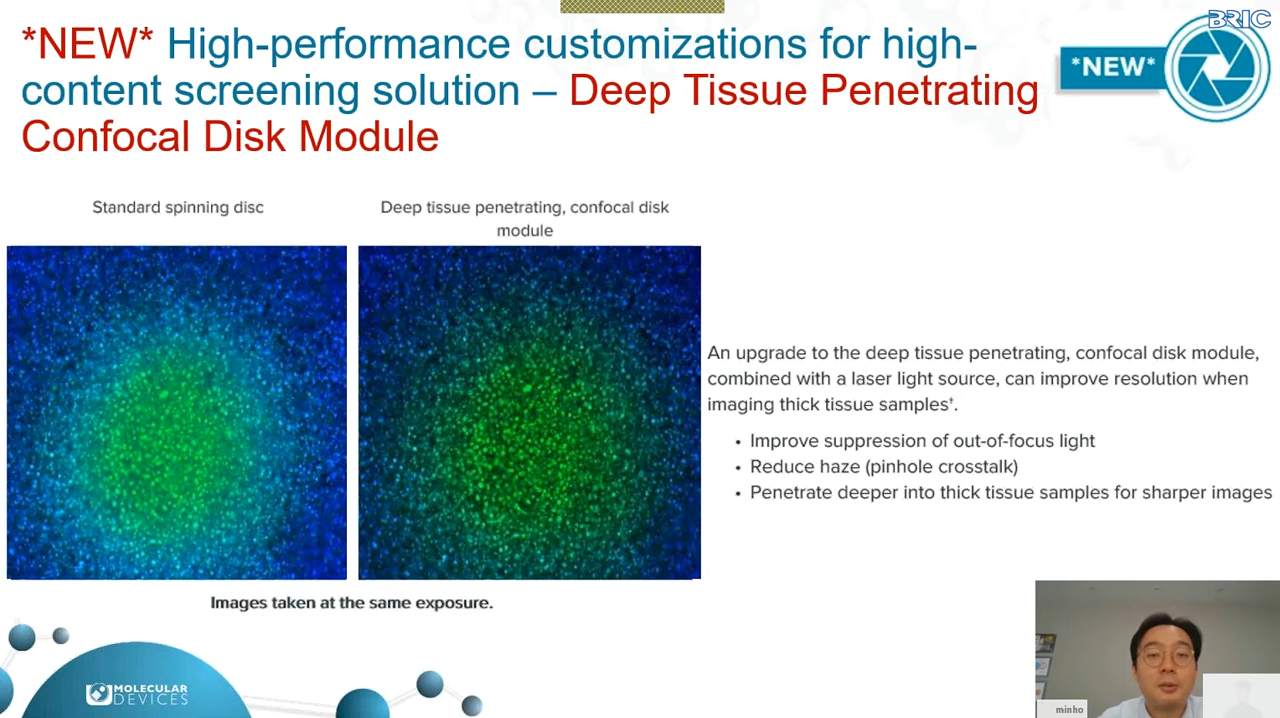 BRIC
*NEW* High-performance customizations for high-
content screening solution – Deep Tissue Penetrating
Confocal Disk Module
*NEW*
Standard spinning disc
Deep tissue penetrating, confocal disk
module
An upgrade to the deep tissue penetrating, confocal disk module,
combined with a laser light source, can improve resolution when
imaging thick tissue samples†.
• Improve suppression of out-of-focus light
• Reduce haze (pinhole crosstalk)
• Penetrate deeper into thick tissue samples for sharper images
Images taken at the same exposure.
MOLECULAR
DEVICES
minho